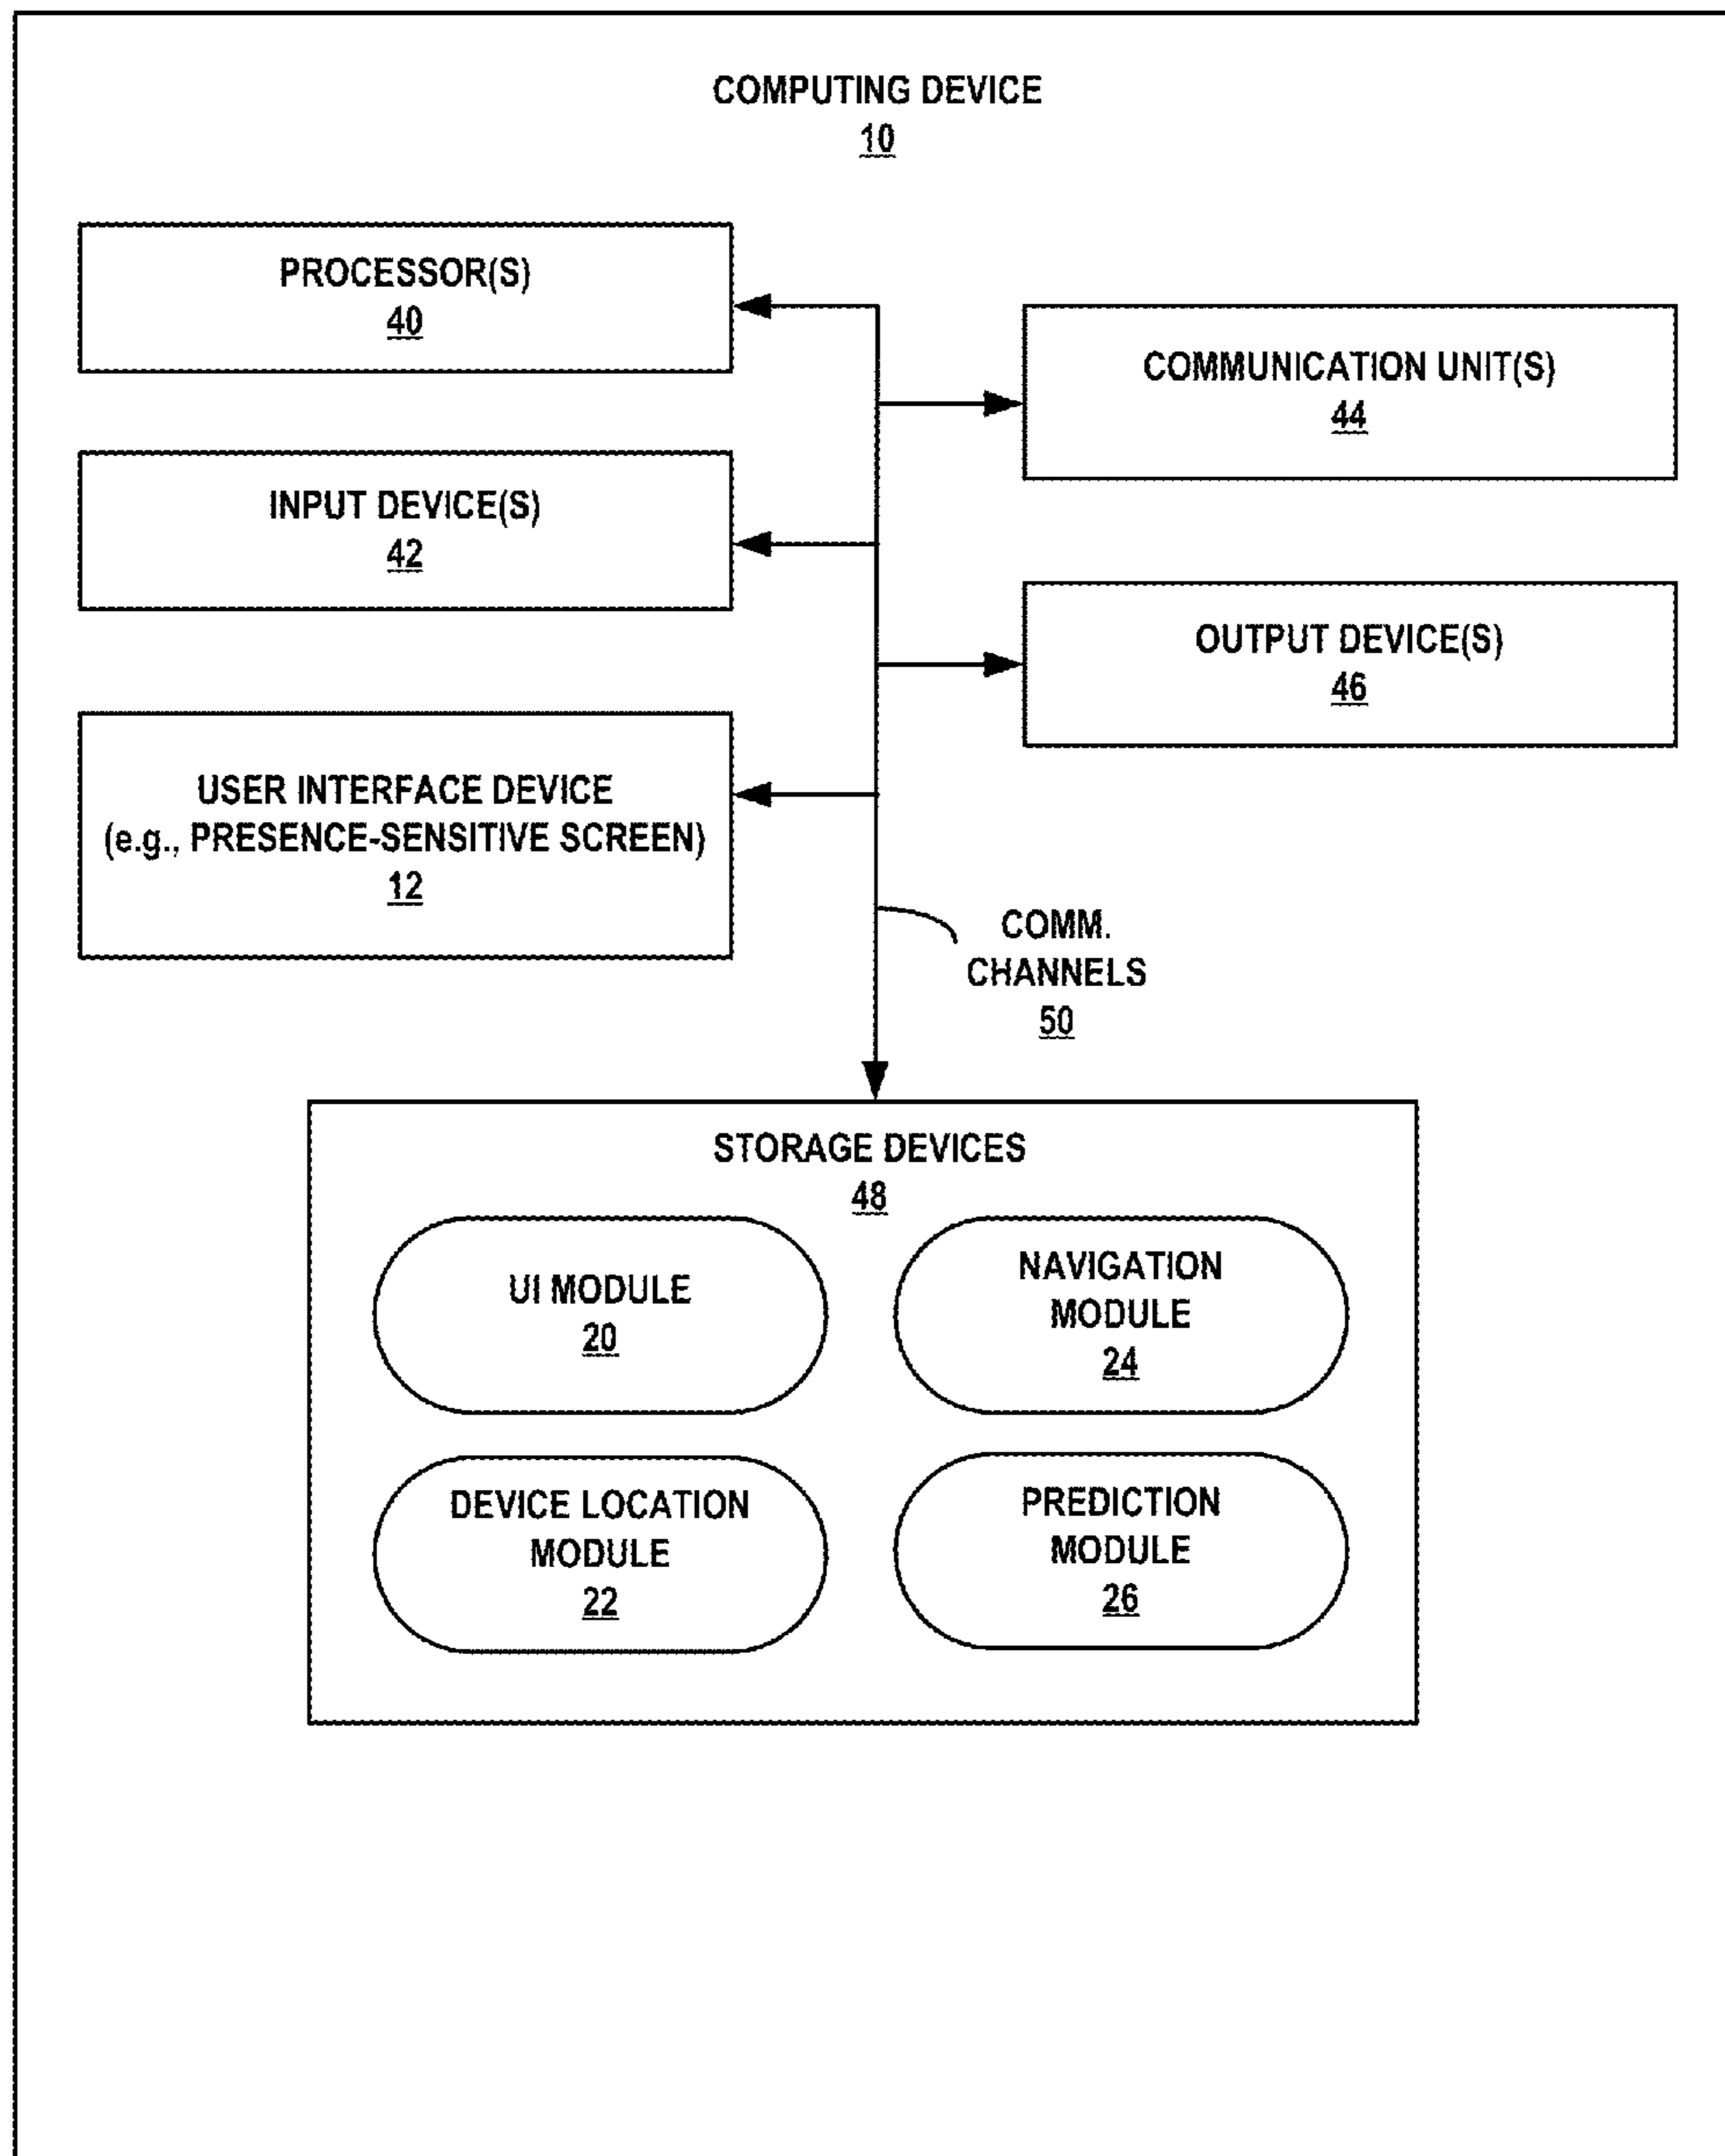 COMPUTING DEVICE
10
PROCESSOR(S)
40
COMMUNICATION UNIT(S)
44
INPUT DEVICE(S)
42
OUTPUT DEVICE(S)
46
USER INTERFACE DEVICE
(e.g., PRESENCE-SENSITIVE SCREEN)
12
COMM.
CHANNELS
50
STORAGE DEVICES
48
UI MODULE
20
NAVIGATION
MODULE
24
DEVICE LOCATION
MODULE
22
PREDICTION
MODULE
26